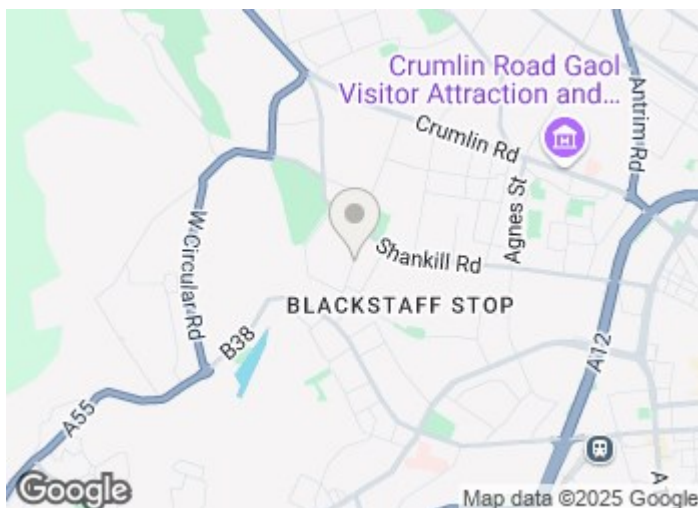 Crumlin Road Gaol
Visitor Attraction and...
Crumlin Rd
Antrim Rd
Agnes St
Shankill Rd
W Circular Rd
BLACKSTAFF STOP
B38
A12
A55
Google
Map data ©2025 Google